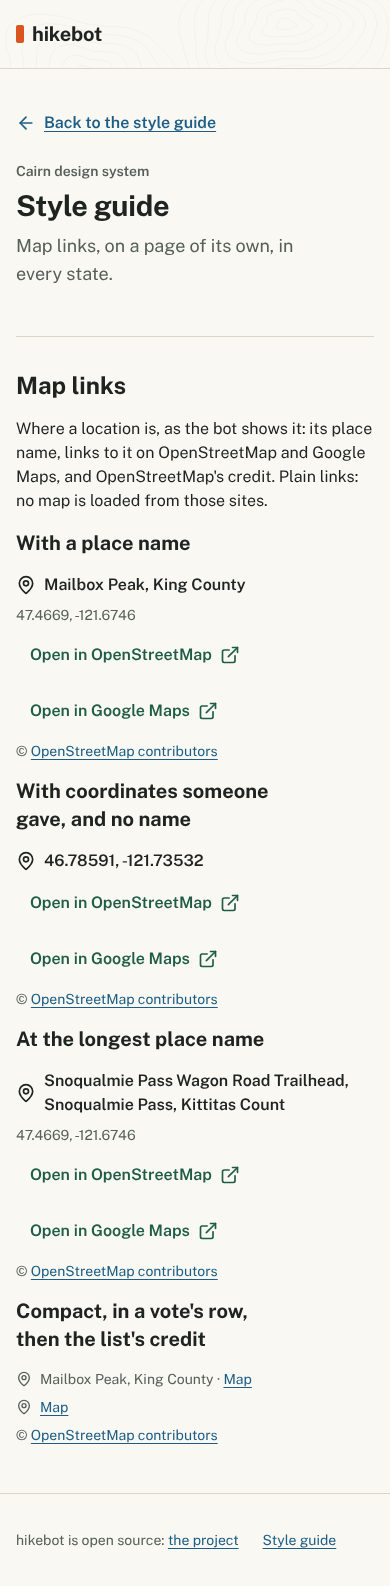 hikebot
Back to the style guide
Cairn design system
Style guide
Map links, on a page of its own, in
every state.
Map links
Where a location is, as the bot shows it: its place
name, links to it on OpenStreetMap and Google
Maps, and OpenStreetMap's credit. Plain links:
no map is loaded from those sites.
With a place name
Mailbox Peak, King County
47.4669, -121.6746
Open in OpenStreetMap
Open in Google Maps
© OpenStreetMap contributors
With coordinates someone
gave, and no name
46.78591, -121.73532
Open in OpenStreetMap
Open in Google Maps
© OpenStreetMap contributors
At the longest place name
Snoqualmie Pass Wagon Road Trailhead,
Snoqualmie Pass, Kittitas Count
47.4669, -121.6746
Open in OpenStreetMap
Open in Google Maps
© OpenStreetMap contributors
Compact, in a vote's row,
then the list's credit
Mailbox Peak, King County · Map
Map
© OpenStreetMap contributors
hikebot is open source: the project Style guide